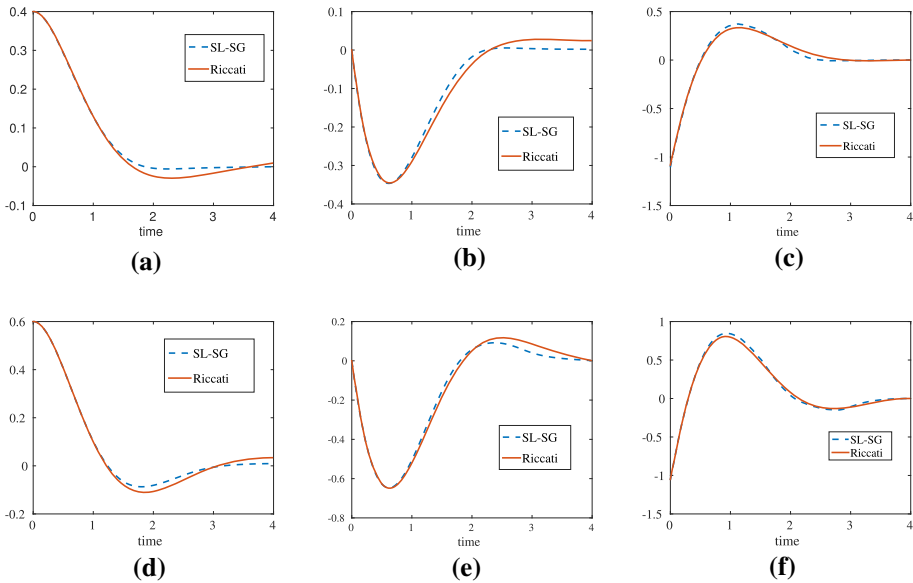 0.4
0.3
0.2
0.1
0
-0.1
0 1 2 3 4
time
SL-SG
Riccati
(a)
0
-0.1
-0.2
-0.3
-0.4
0 1 2 3 4
time
SL-SG
Riccati
(b)
0.5
0
-0.5
-1
-1.5
0 1 2 3 4
time
SL-SG
Riccati
(c)
0.6
0.4
0.2
0
-0.2
0 1 2 3 4
time
SL-SG
Riccati
(d)
0.2
0
-0.2
-0.4
-0.6
-0.8
0 1 2 3 4
time
SL-SG
Riccati
(e)
1
0.5
0
-0.5
-1
-1.5
0 1 2 3 4
time
SL-SG
Riccati
(f)